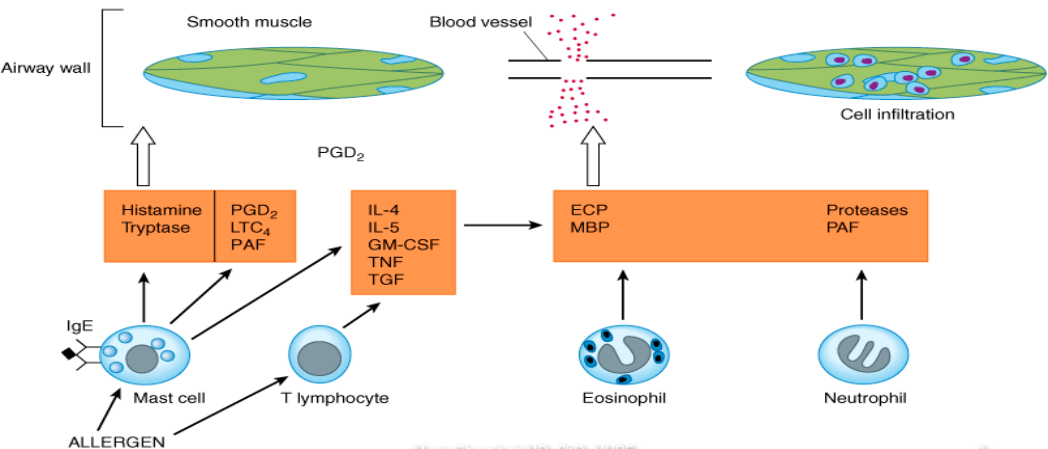 Smooth muscle
Blood vessel
Airway wall
Cell infiltration
PGD₂
Histamine
Tryptase
PGD₂
LTC₄
PAF
IL-4
IL-5
GM-CSF
TNF
TGF
ECP
MBP
Proteases
PAF
IgE
Mast cell
T lymphocyte
Eosinophil
Neutrophil
ALLERGEN